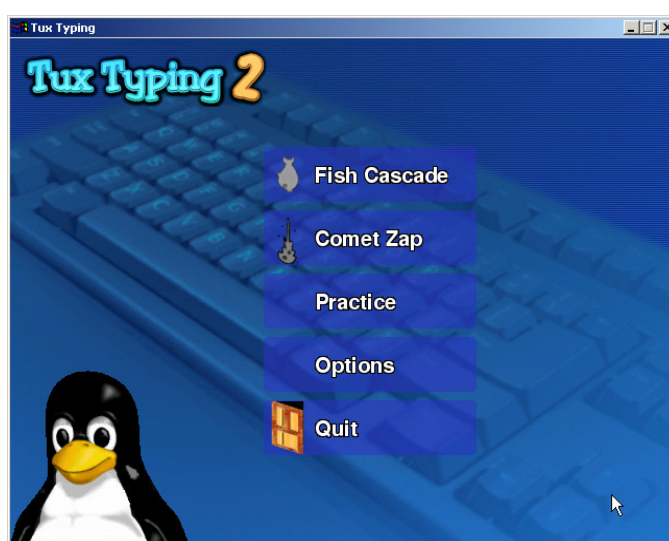 Tux Typing
Tux Typing 2
Fish Cascade
Comet Zap
Practice
Options
Quit